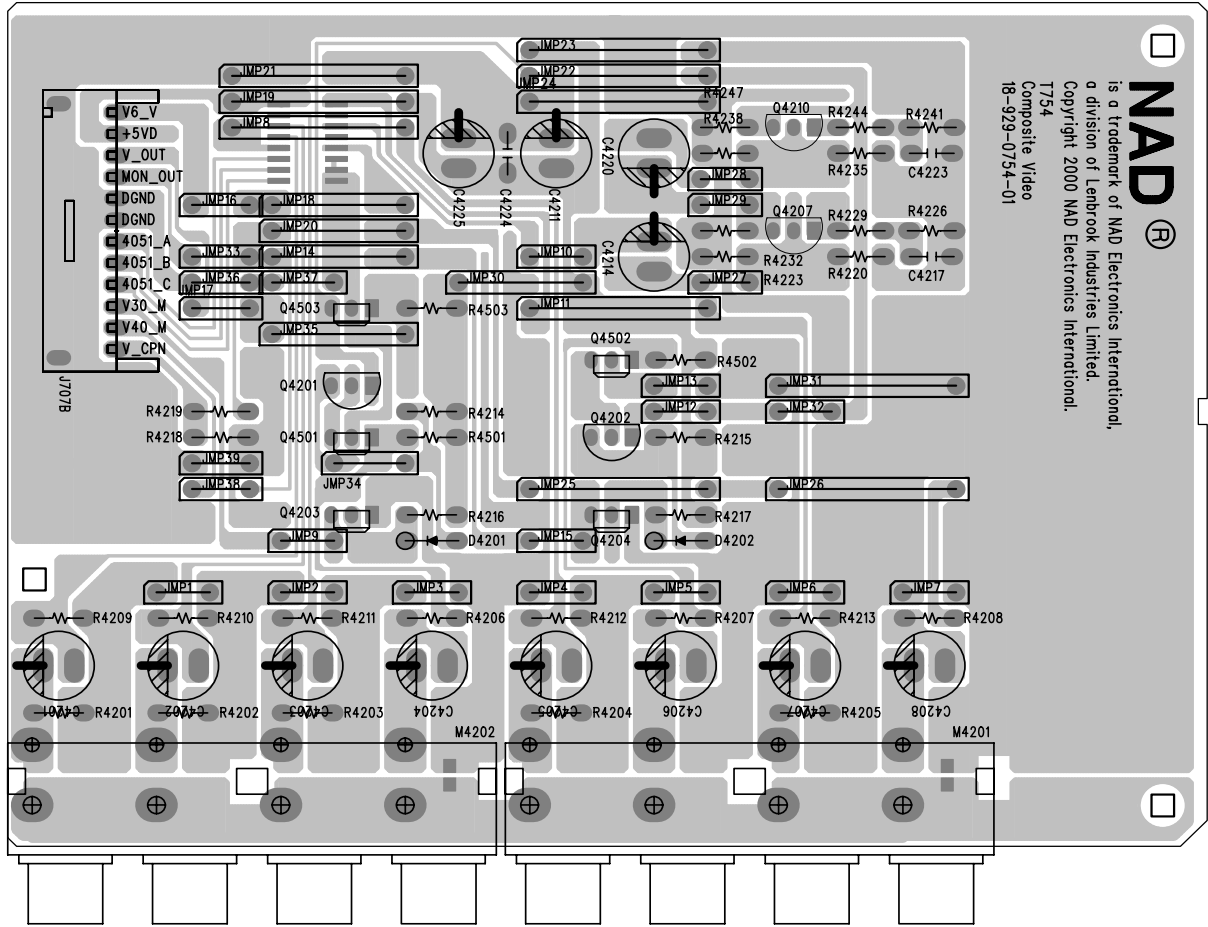 JMP23
JMP22
JMP24
JMP21
JMP19
JMP8
R4247
R4238
Q4210
R4244
R4241
R4235
C4223
C4225
C4224
C4211
C4220
JMP28
JMP29
Q4207
R4229
R4226
R4232
R4223
R4220
C4217
C4214
JMP27
V6_V
+5VD
V_OUT
MON_OUT
DGND
DGND
4051_A
4051_B
4051_C
V30_M
V40_M
V_CPN
J707B
JMP16
JMP18
JMP20
JMP33
JMP14
JMP10
JMP36
JMP37
JMP30
JMP17
Q4503
R4503
JMP11
JMP35
Q4502
R4502
Q4201
JMP13
JMP31
R4219
R4214
JMP12
JMP32
Q4202
R4218
Q4501
R4501
R4215
JMP39
JMP34
JMP38
JMP25
JMP26
Q4203
R4216
R4217
JMP9
D4201
JMP15
Q4204
D4202
JMP1
JMP2
JMP3
JMP4
JMP5
JMP6
JMP7
R4209
R4210
R4211
R4206
R4212
R4207
R4213
R4208
C4201
R4201
C4202
R4202
C4203
R4203
C4204
C4205
R4204
C4206
C4207
R4205
C4208
M4202
M4201
NAD ®
is a trademark of NAD Electronics International,
a division of Lenbrook Industries Limited.
Copyright 2000 NAD Electronics International.
T754
Composite Video
18-929-0754-01